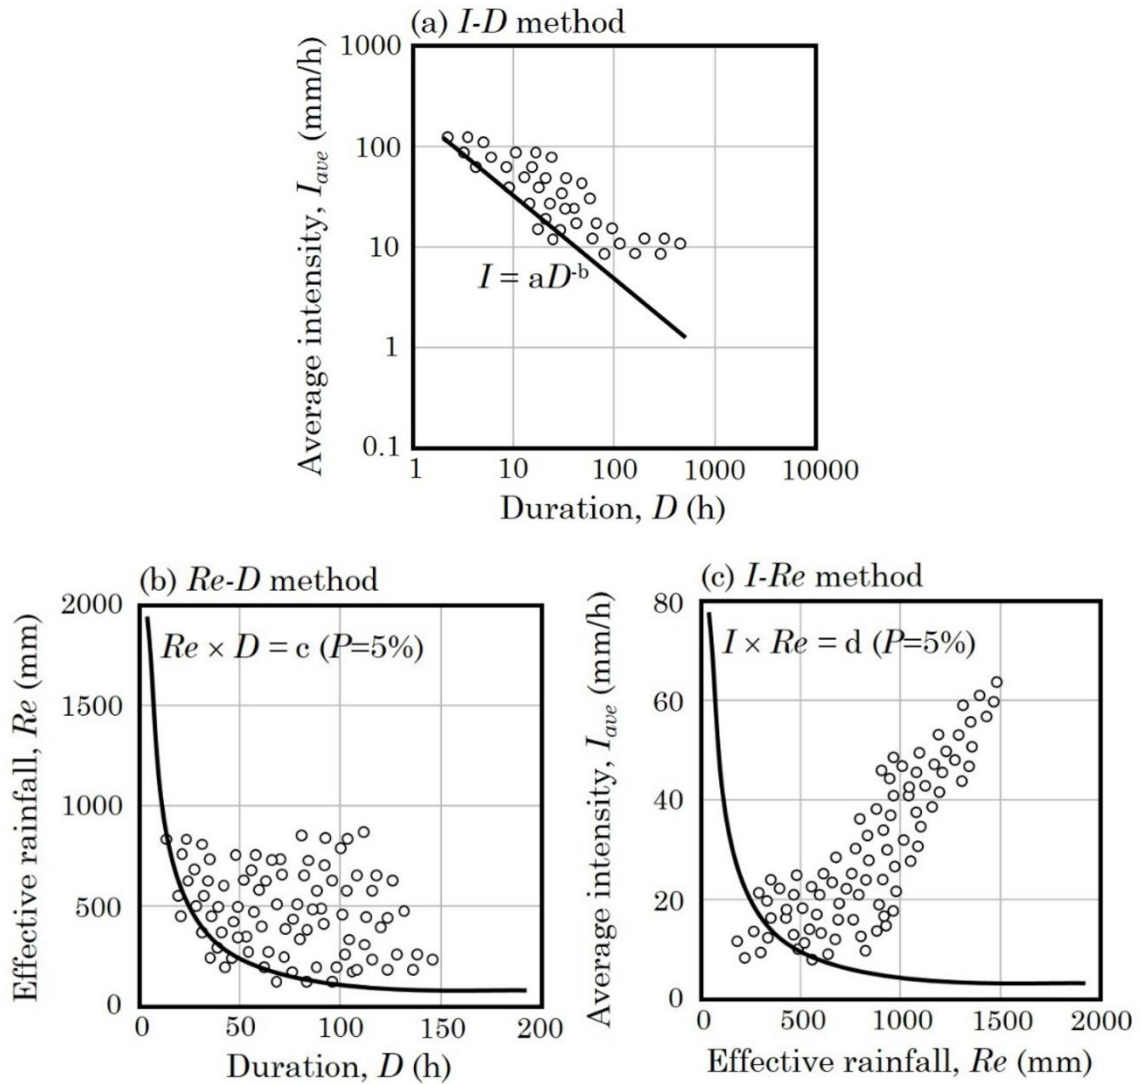 (a) I-D method
1000
100
10
1
0.1
Average intensity, Iave (mm/h)
I = aD-b
1 10 100 1000 10000
Duration, D (h)
(b) Re-D method
2000
1500
1000
500
0
Effective rainfall, Re (mm)
Re × D = c (P=5%)
0 50 100 150 200
Duration, D (h)
(c) I-Re method
80
60
40
20
0
Average intensity, Iave (mm/h)
I × Re = d (P=5%)
0 500 1000 1500 2000
Effective rainfall, Re (mm)